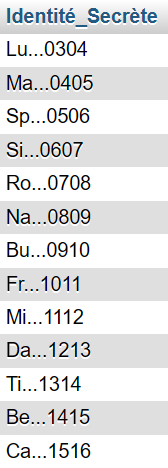 Identité_Secrète
Lu...0304
Ma...0405
Sp...0506
Si...0607
Ro...0708
Na...0809
Bu...0910
Fr...1011
Mi...1112
Da...1213
Ti...1314
Be...1415
Ca...1516